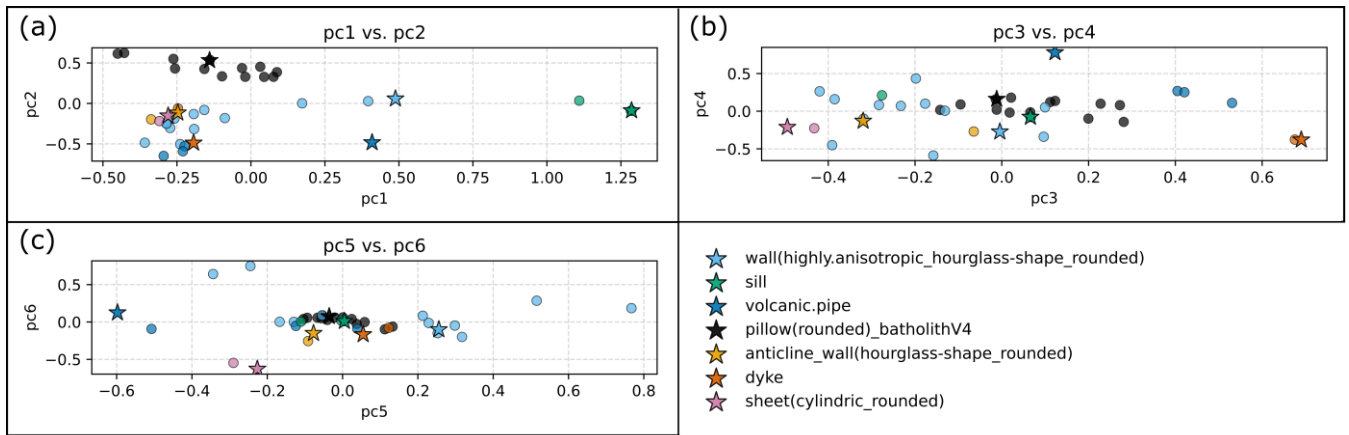 (a)
pc1 vs. pc2
pc2
0.5
0.0
−0.5
−0.50
−0.25
0.00
0.25
0.50
0.75
1.00
1.25
pc1
(b)
pc3 vs. pc4
pc4
0.5
0.0
−0.5
−0.4
−0.2
0.0
0.2
0.4
0.6
pc3
(c)
pc5 vs. pc6
pc6
0.5
0.0
−0.5
−0.6
−0.4
−0.2
0.0
0.2
0.4
0.6
0.8
pc5
wall(highly.anisotropic_hourglass-shape_rounded)
sill
volcanic.pipe
pillow(rounded)_batholithV4
anticline_wall(hourglass-shape_rounded)
dyke
sheet(cylindric_rounded)